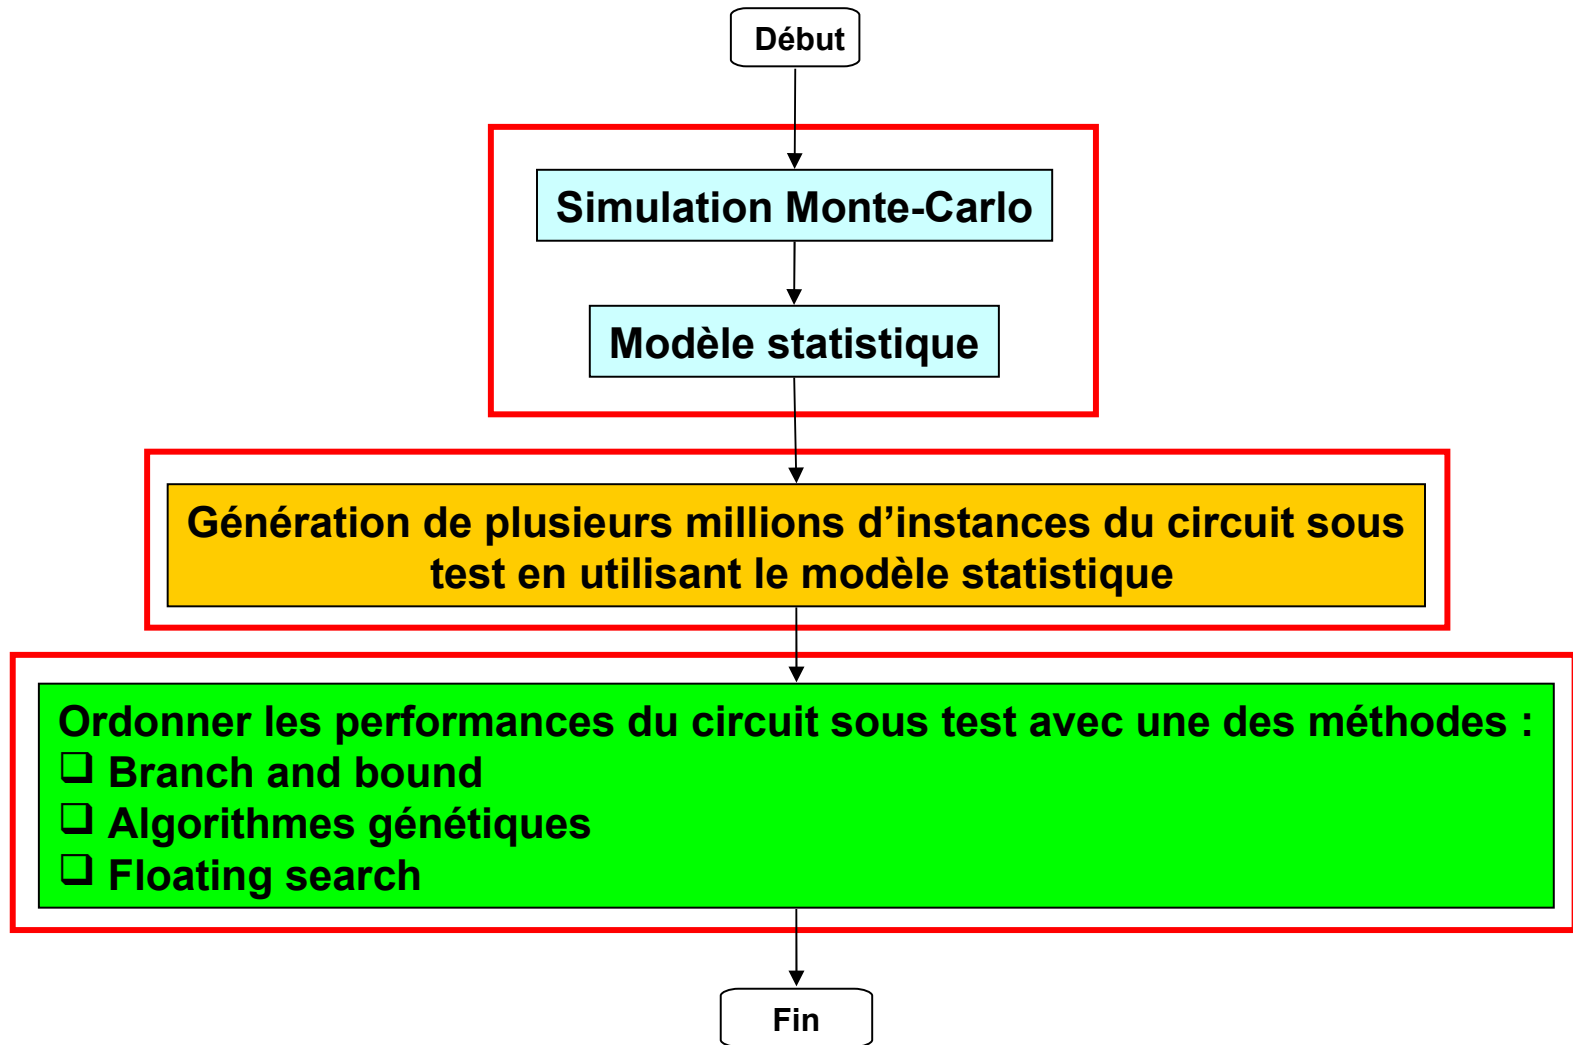 Début
Simulation Monte-Carlo
Modèle statistique
Génération de plusieurs millions d’instances du circuit sous
test en utilisant le modèle statistique
Ordonner les performances du circuit sous test avec une des méthodes :
❑ Branch and bound
❑ Algorithmes génétiques
❑ Floating search
Fin